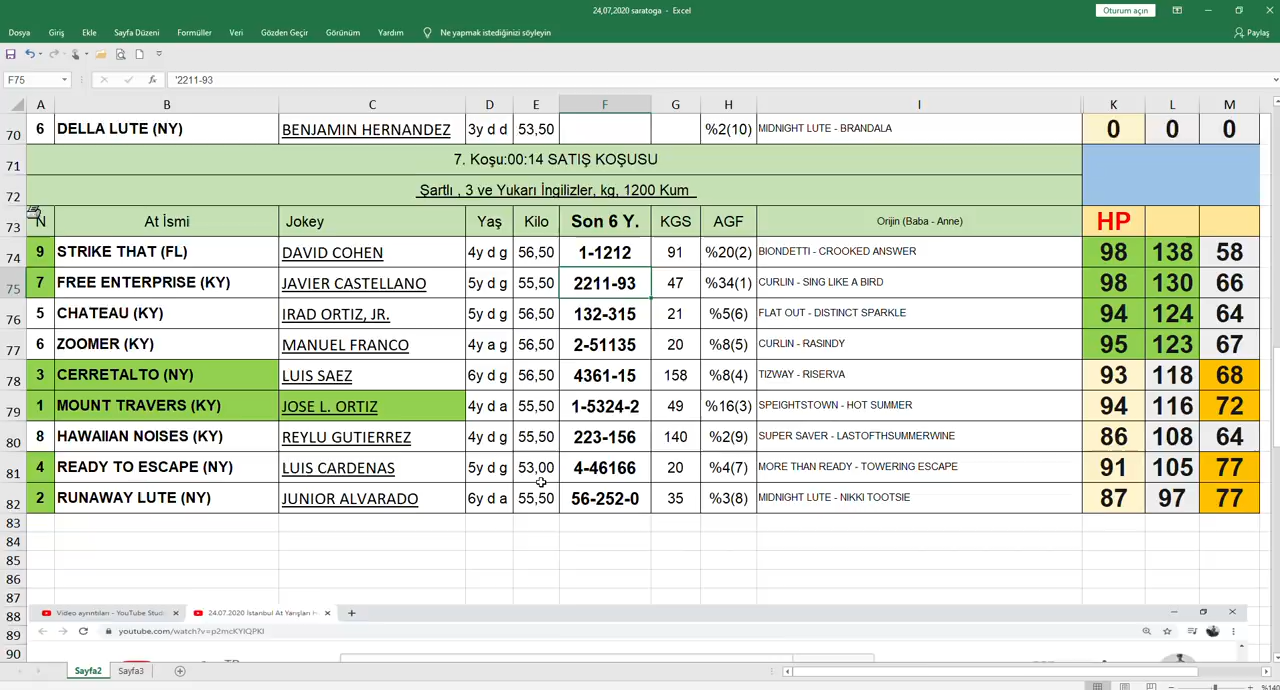 24,07,2020 saratoga - Excel
Oturum açın
Dosya Giriş Ekle Sayfa Düzeni Formüller Veri Gözden Geçir Görünüm Yardım Ne yapmak istediğinizi söyleyin Paylaş
F75 fx '2211-93
A B C D E F G H I K L M
70 6 DELLA LUTE (NY) BENJAMIN HERNANDEZ 3y d d 53,50 %2(10) MIDNIGHT LUTE - BRANDALA 0 0 0
71 7. Koşu:00:14 SATIŞ KOŞUSU
72 Şartlı , 3 ve Yukarı İngilizler, kg, 1200 Kum
73 N At İsmi Jokey Yaş Kilo Son 6 Y. KGS AGF Orijin (Baba - Anne) HP
74 9 STRIKE THAT (FL) DAVID COHEN 4y d g 56,50 1-1212 91 %20(2) BIONDETTI - CROOKED ANSWER 98 138 58
75 7 FREE ENTERPRISE (KY) JAVIER CASTELLANO 5y d g 55,50 2211-93 47 %34(1) CURLIN - SING LIKE A BIRD 98 130 66
76 5 CHATEAU (KY) IRAD ORTIZ, JR. 5y d g 56,50 132-315 21 %5(6) FLAT OUT - DISTINCT SPARKLE 94 124 64
77 6 ZOOMER (KY) MANUEL FRANCO 4y a g 56,50 2-51135 20 %8(5) CURLIN - RASINDY 95 123 67
78 3 CERRETALTO (NY) LUIS SAEZ 6y d g 56,50 4361-15 158 %8(4) TIZWAY - RISERVA 93 118 68
79 1 MOUNT TRAVERS (KY) JOSE L. ORTIZ 4y d a 55,50 1-5324-2 49 %16(3) SPEIGHTSTOWN - HOT SUMMER 94 116 72
80 8 HAWAIIAN NOISES (KY) REYLU GUTIERREZ 4y d g 55,50 223-156 140 %2(9) SUPER SAVER - LASTOFTHSUMMERWINE 86 108 64
81 4 READY TO ESCAPE (NY) LUIS CARDENAS 5y d g 53,00 4-46166 20 %4(7) MORE THAN READY - TOWERING ESCAPE 91 105 77
82 2 RUNAWAY LUTE (NY) JUNIOR ALVARADO 6y d a 55,50 56-252-0 35 %3(8) MIDNIGHT LUTE - NIKKI TOOTSIE 87 97 77
83
84
85
86
87
88 Video ayrıntıları - YouTube Stud 24.07.2020 İstanbul At Yarışları H
89 youtube.com/watch?v=p2mcKYIQPKI
90
Sayfa2 Sayfa3
%140